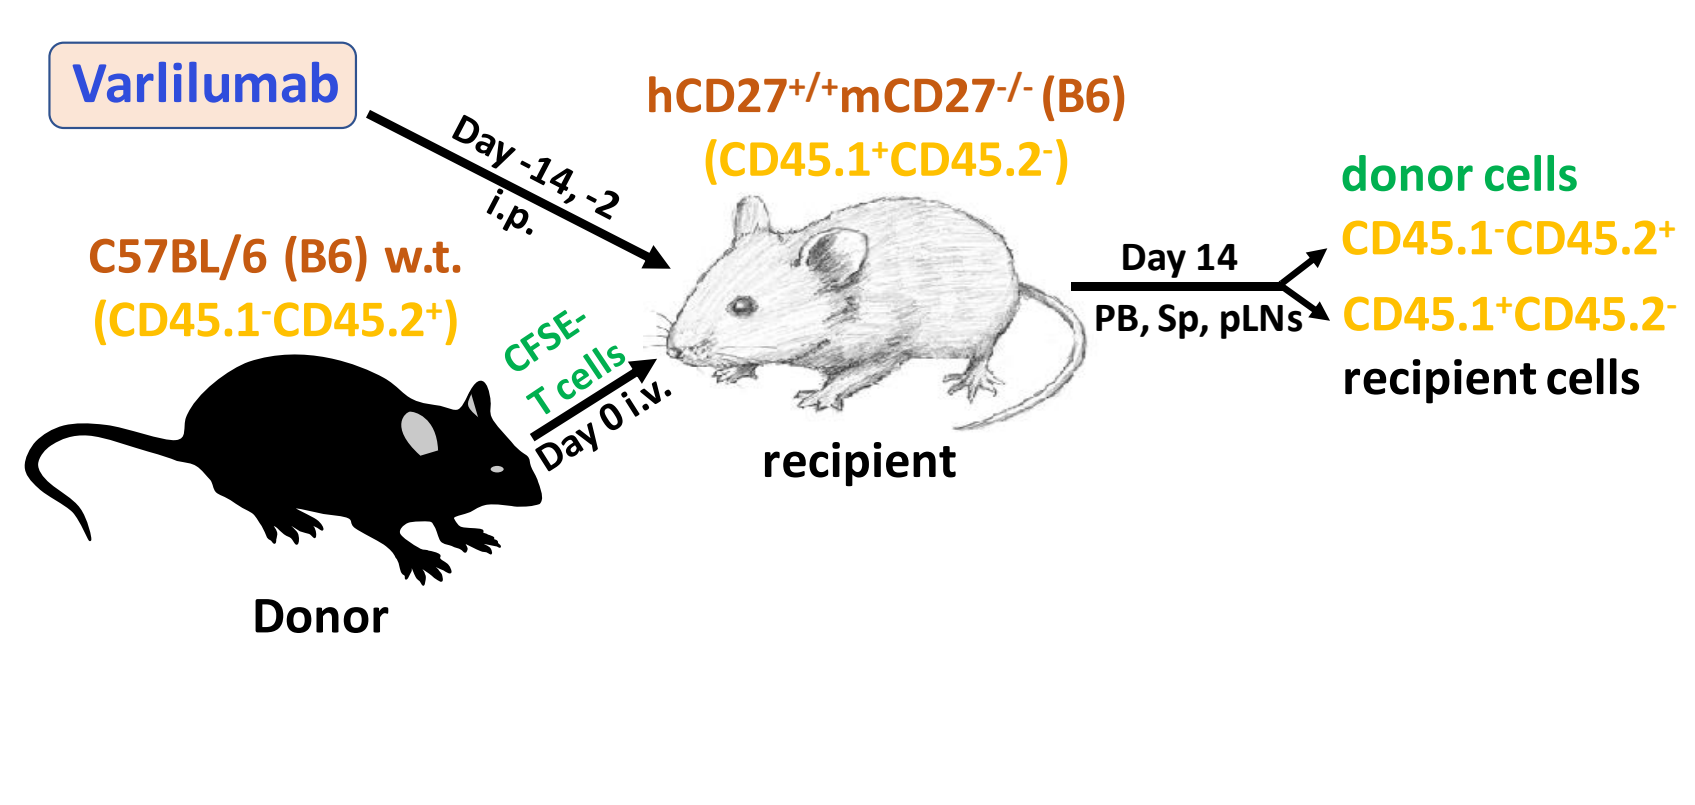 Varlilumab
Day -14, -2
i.p.
hCD27+/+mCD27-/- (B6)
(CD45.1+CD45.2-)
C57BL/6 (B6) w.t.
(CD45.1-CD45.2+)
CFSE-
T cells
Day 0 i.v.
Donor
recipient
Day 14
PB, Sp, pLNs
donor cells
CD45.1-CD45.2+
CD45.1+CD45.2-
recipient cells